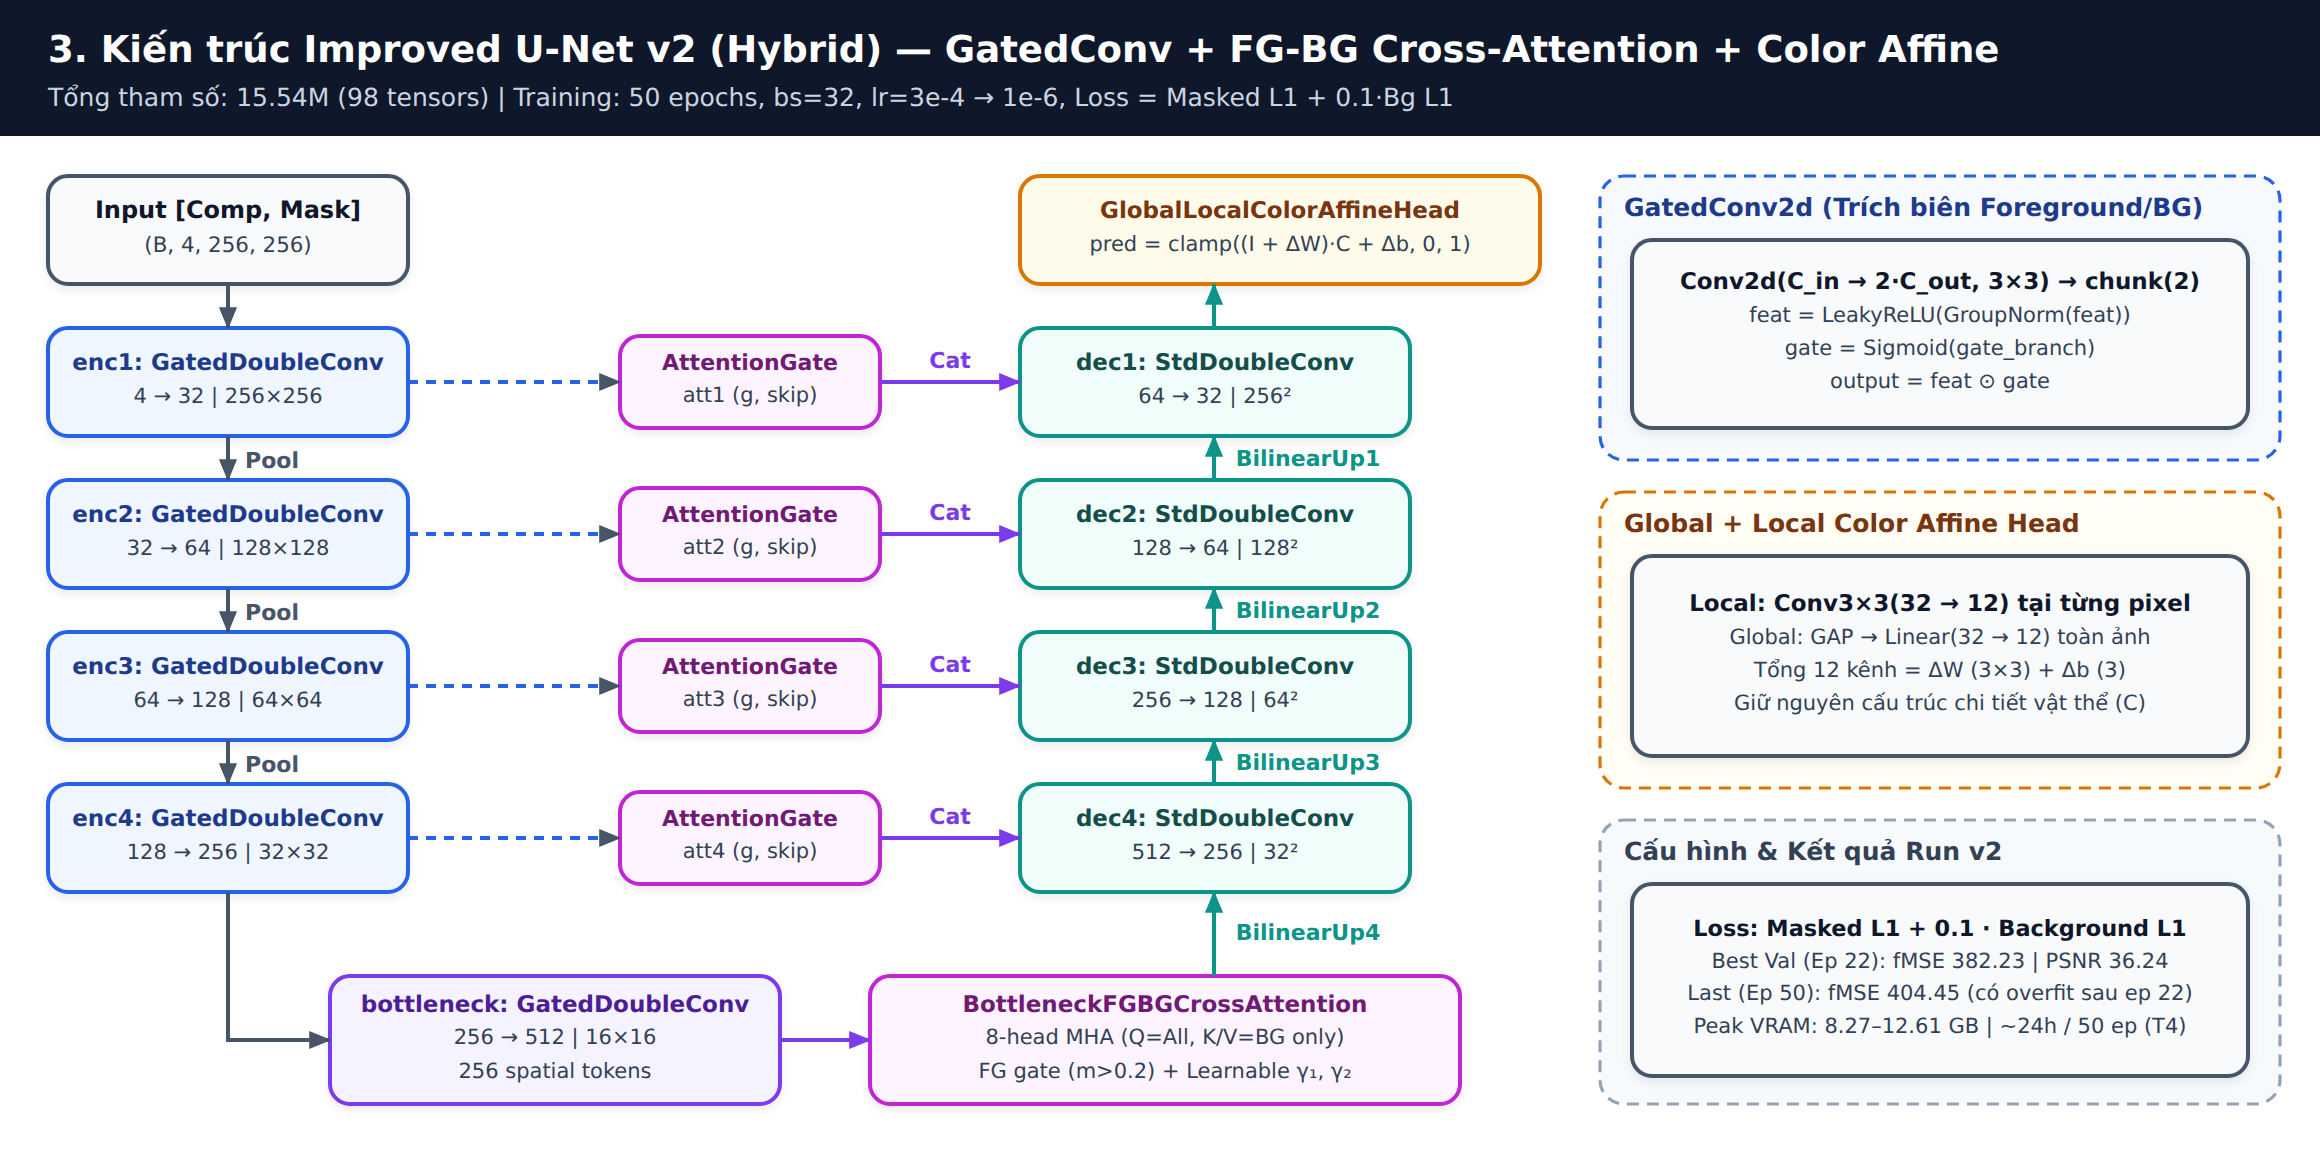 3. Kiến trúc Improved U-Net v2 (Hybrid) — GatedConv + FG-BG Cross-Attention + Color Affine
Tổng tham số: 15.54M (98 tensors) | Training: 50 epochs, bs=32, lr=3e-4 → 1e-6, Loss = Masked L1 + 0.1·Bg L1
Input [Comp, Mask]
(B, 4, 256, 256)
GlobalLocalColorAffineHead
pred = clamp((I + ΔW)·C + Δb, 0, 1)
enc1: GatedDoubleConv
4 → 32 | 256×256
AttentionGate
att1 (g, skip)
Cat
dec1: StdDoubleConv
64 → 32 | 256²
Pool
BilinearUp1
enc2: GatedDoubleConv
32 → 64 | 128×128
AttentionGate
att2 (g, skip)
Cat
dec2: StdDoubleConv
128 → 64 | 128²
Pool
BilinearUp2
enc3: GatedDoubleConv
64 → 128 | 64×64
AttentionGate
att3 (g, skip)
Cat
dec3: StdDoubleConv
256 → 128 | 64²
Pool
BilinearUp3
enc4: GatedDoubleConv
128 → 256 | 32×32
AttentionGate
att4 (g, skip)
Cat
dec4: StdDoubleConv
512 → 256 | 32²
BilinearUp4
bottleneck: GatedDoubleConv
256 → 512 | 16×16
256 spatial tokens
BottleneckFGBGCrossAttention
8-head MHA (Q=All, K/V=BG only)
FG gate (m>0.2) + Learnable γ₁, γ₂
GatedConv2d (Trích biên Foreground/BG)
Conv2d(C_in → 2·C_out, 3×3) → chunk(2)
feat = LeakyReLU(GroupNorm(feat))
gate = Sigmoid(gate_branch)
output = feat ⊙ gate
Global + Local Color Affine Head
Local: Conv3×3(32 → 12) tại từng pixel
Global: GAP → Linear(32 → 12) toàn ảnh
Tổng 12 kênh = ΔW (3×3) + Δb (3)
Giữ nguyên cấu trúc chi tiết vật thể (C)
Cấu hình & Kết quả Run v2
Loss: Masked L1 + 0.1 · Background L1
Best Val (Ep 22): fMSE 382.23 | PSNR 36.24
Last (Ep 50): fMSE 404.45 (có overfit sau ep 22)
Peak VRAM: 8.27–12.61 GB | ~24h / 50 ep (T4)